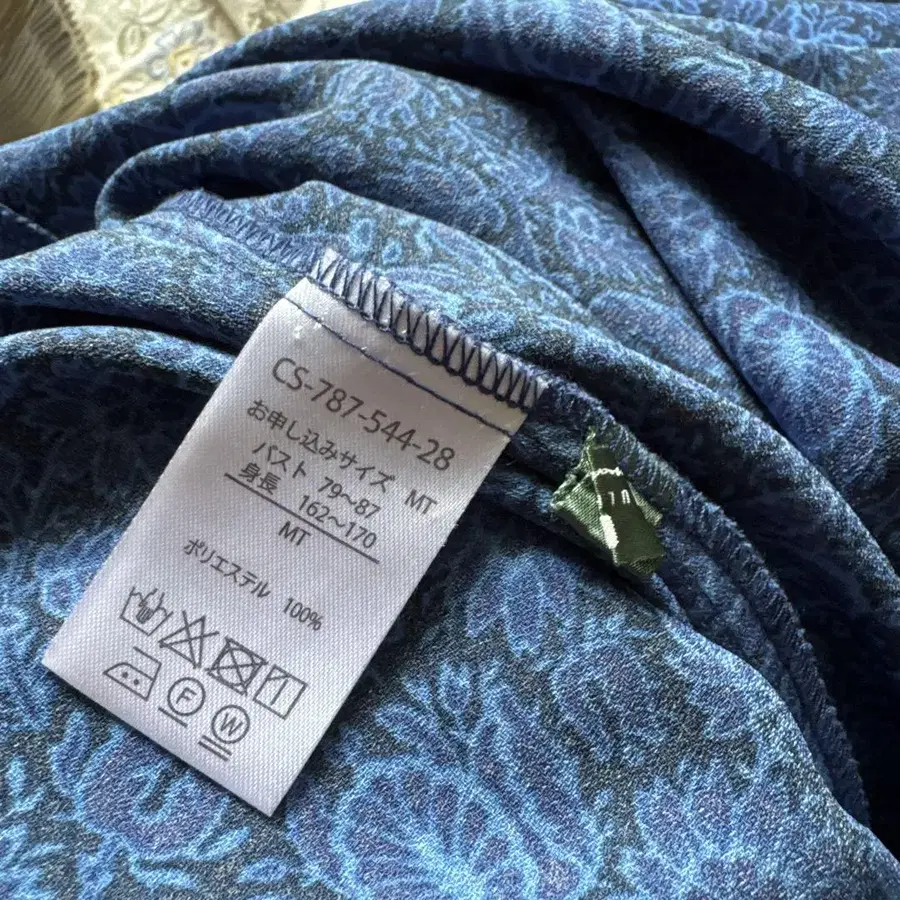 CS-787-544-28
お申し込みサイズ MT
バスト 79～87
身長 162～170
MT
ポリエステル 100%
F
W